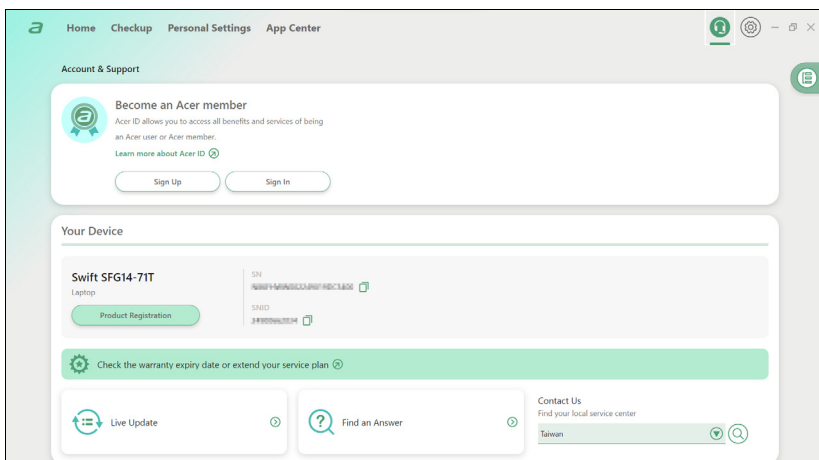 Home Checkup Personal Settings App Center
Account & Support
Become an Acer member
Acer ID allows you to access all benefits and services of being
an Acer user or Acer member.
Learn more about Acer ID
Sign Up Sign In
Your Device
Swift SFG14-71T
Laptop
Product Registration
SN
SNID
Check the warranty expiry date or extend your service plan
Live Update
Find an Answer
Contact Us
Find your local service center
Taiwan